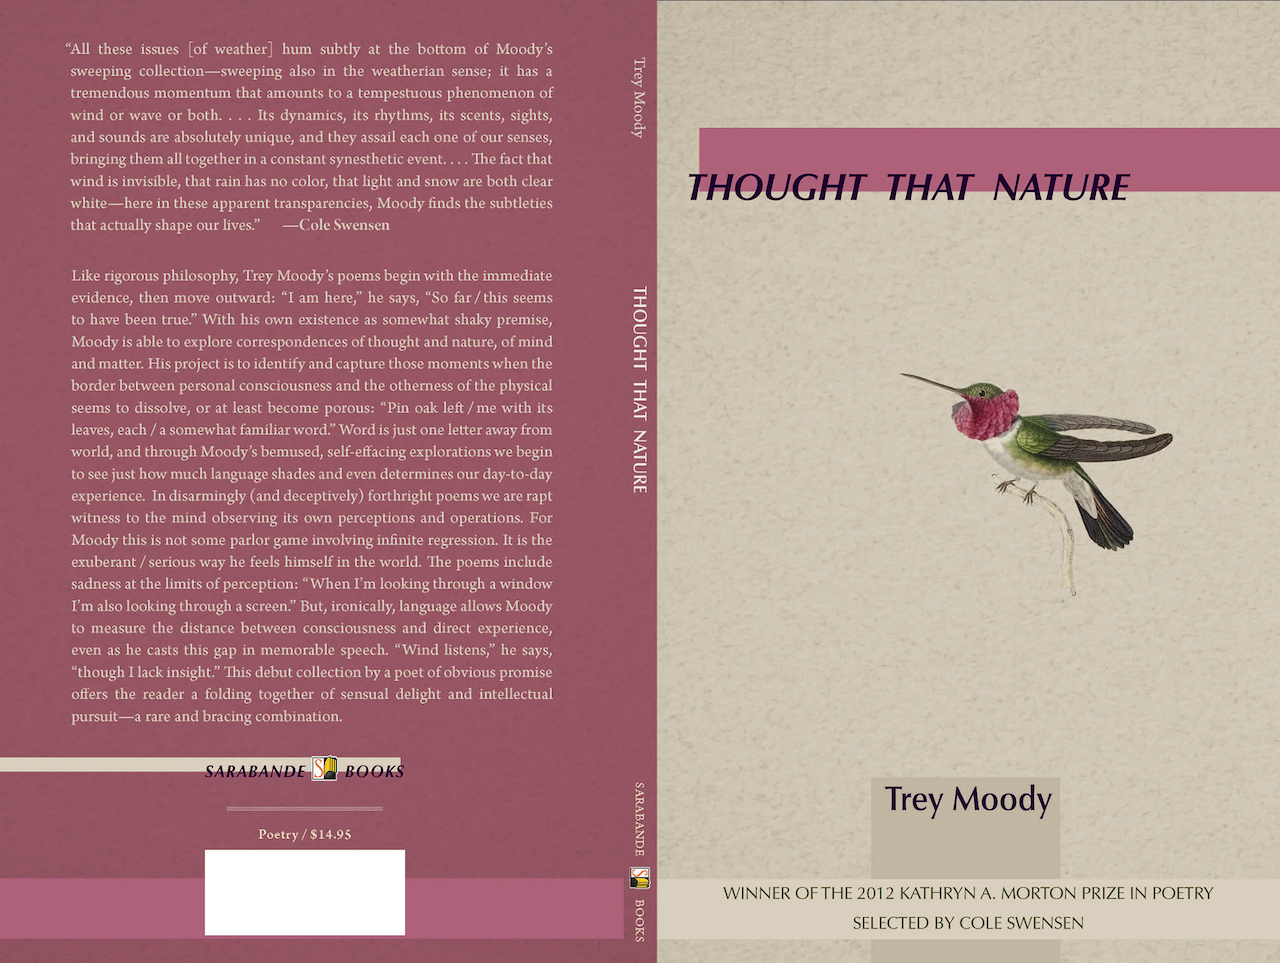 “All these issues [of weather] hum subtly at the bottom of Moody’s
sweeping collection—sweeping also in the weatherian sense; it has a
tremendous momentum that amounts to a tempestuous phenomenon of
wind or wave or both. . . . Its dynamics, its rhythms, its scents, sights,
and sounds are absolutely unique, and they assail each one of our senses,
bringing them all together in a constant synesthetic event. . . . The fact that
wind is invisible, that rain has no color, that light and snow are both clear
white—here in these apparent transparencies, Moody finds the subtleties
that actually shape our lives.” —Cole Swensen
Like rigorous philosophy, Trey Moody’s poems begin with the immediate
evidence, then move outward: “I am here,” he says, “So far / this seems
to have been true.” With his own existence as somewhat shaky premise,
Moody is able to explore correspondences of thought and nature, of mind
and matter. His project is to identify and capture those moments when the
border between personal consciousness and the otherness of the physical
seems to dissolve, or at least become porous: “Pin oak left / me with its
leaves, each / a somewhat familiar word.” Word is just one letter away from
world, and through Moody’s bemused, self-effacing explorations we begin
to see just how much language shades and even determines our day-to-day
experience. In disarmingly (and deceptively) forthright poems we are rapt
witness to the mind observing its own perceptions and operations. For
Moody this is not some parlor game involving infinite regression. It is the
exuberant / serious way he feels himself in the world. The poems include
sadness at the limits of perception: “When I’m looking through a window
I’m also looking through a screen.” But, ironically, language allows Moody
to measure the distance between consciousness and direct experience,
even as he casts this gap in memorable speech. “Wind listens,” he says,
“though I lack insight.” This debut collection by a poet of obvious promise
offers the reader a folding together of sensual delight and intellectual
pursuit—a rare and bracing combination.
SARABANDE S BOOKS
Poetry / $14.95
Trey Moody
THOUGHT THAT NATURE
SARABANDE S BOOKS
THOUGHT THAT NATURE
Trey Moody
WINNER OF THE 2012 KATHRYN A. MORTON PRIZE IN POETRY
SELECTED BY COLE SWENSEN